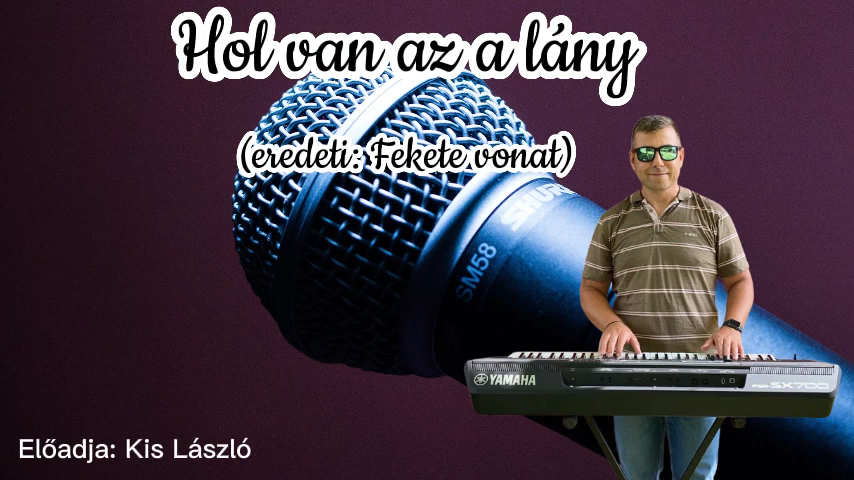 Hol van az a lány
(eredeti: Fekete vonat)
SHURE
SM58
YAMAHA
PSR-SX700
Előadja: Kis László